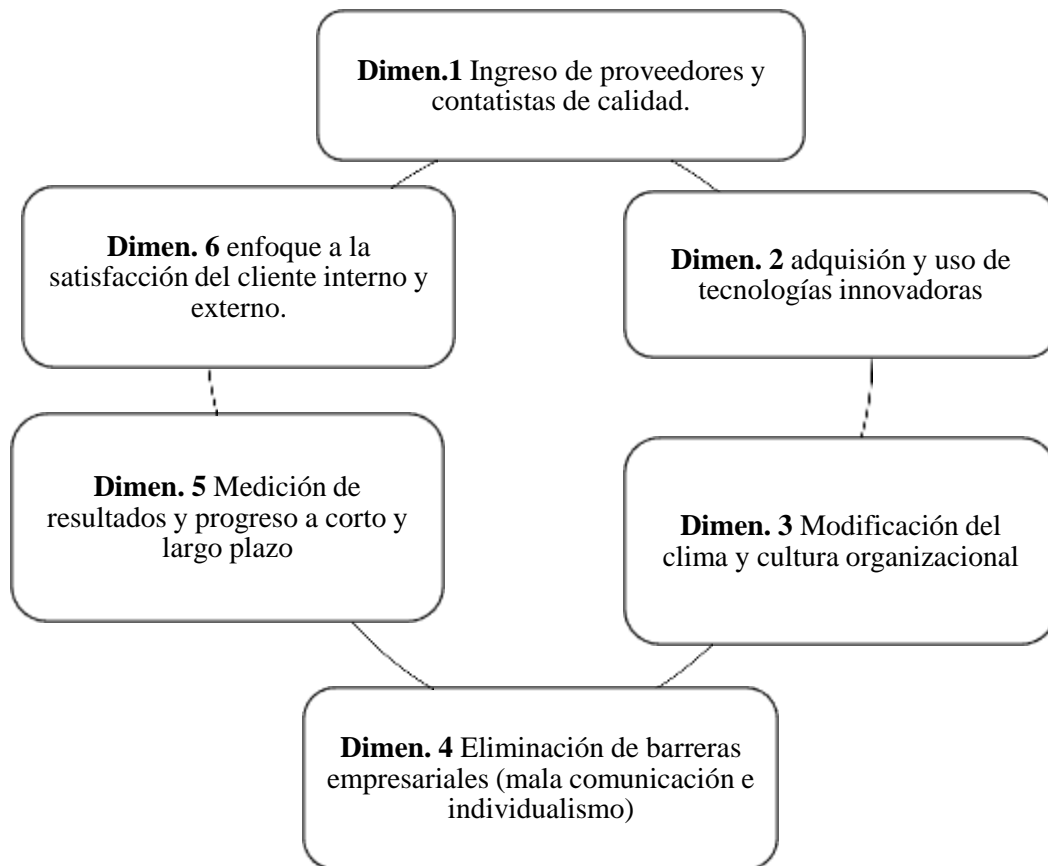 Dimen.1 Ingreso de proveedores y
contatistas de calidad.
Dimen. 2 adquisión y uso de
tecnologías innovadoras
Dimen. 3 Modificación del
clima y cultura organizacional
Dimen. 4 Eliminación de barreras
empresariales (mala comunicación e
individualismo)
Dimen. 5 Medición de
resultados y progreso a corto y
largo plazo
Dimen. 6 enfoque a la
satisfacción del cliente interno y
externo.